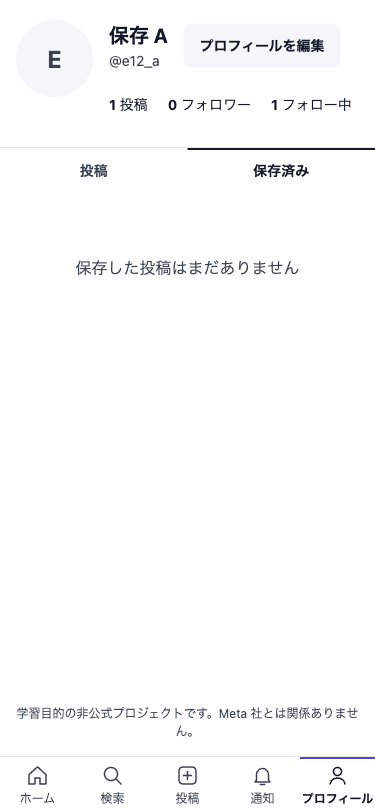 E
保存 A
プロフィールを編集
@e12_a
1 投稿 0 フォロワー 1 フォロー中
投稿 保存済み
保存した投稿はまだありません
学習目的の非公式プロジェクトです。Meta 社とは関係ありませ
ん。
ホーム 検索 投稿 通知 プロフィール